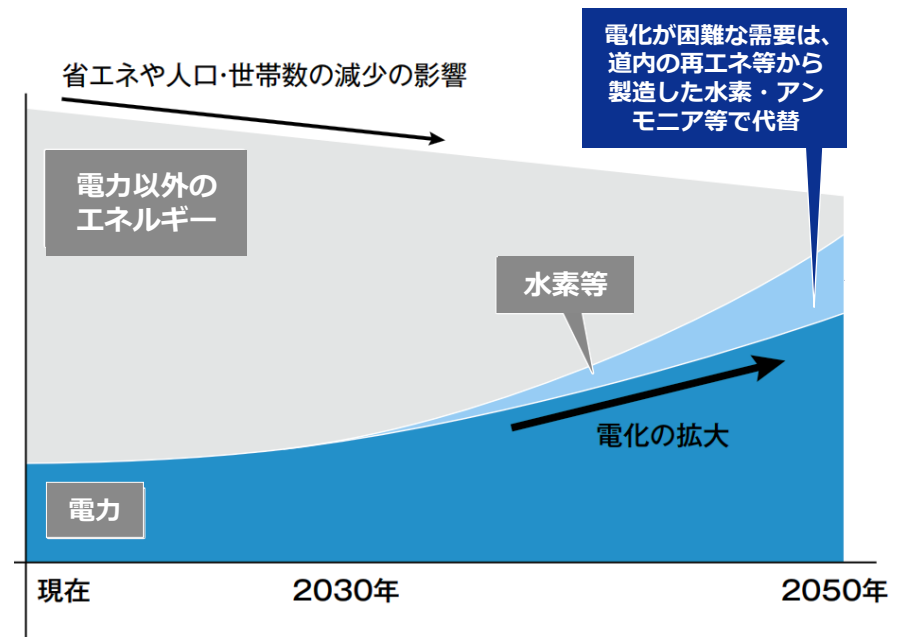 電化が困難な需要は、
道内の再エネ等から
製造した水素・アン
モニア等で代替
省エネや人口・世帯数の減少の影響
電力以外の
エネルギー
水素等
電化の拡大
電力
現在
2030年
2050年